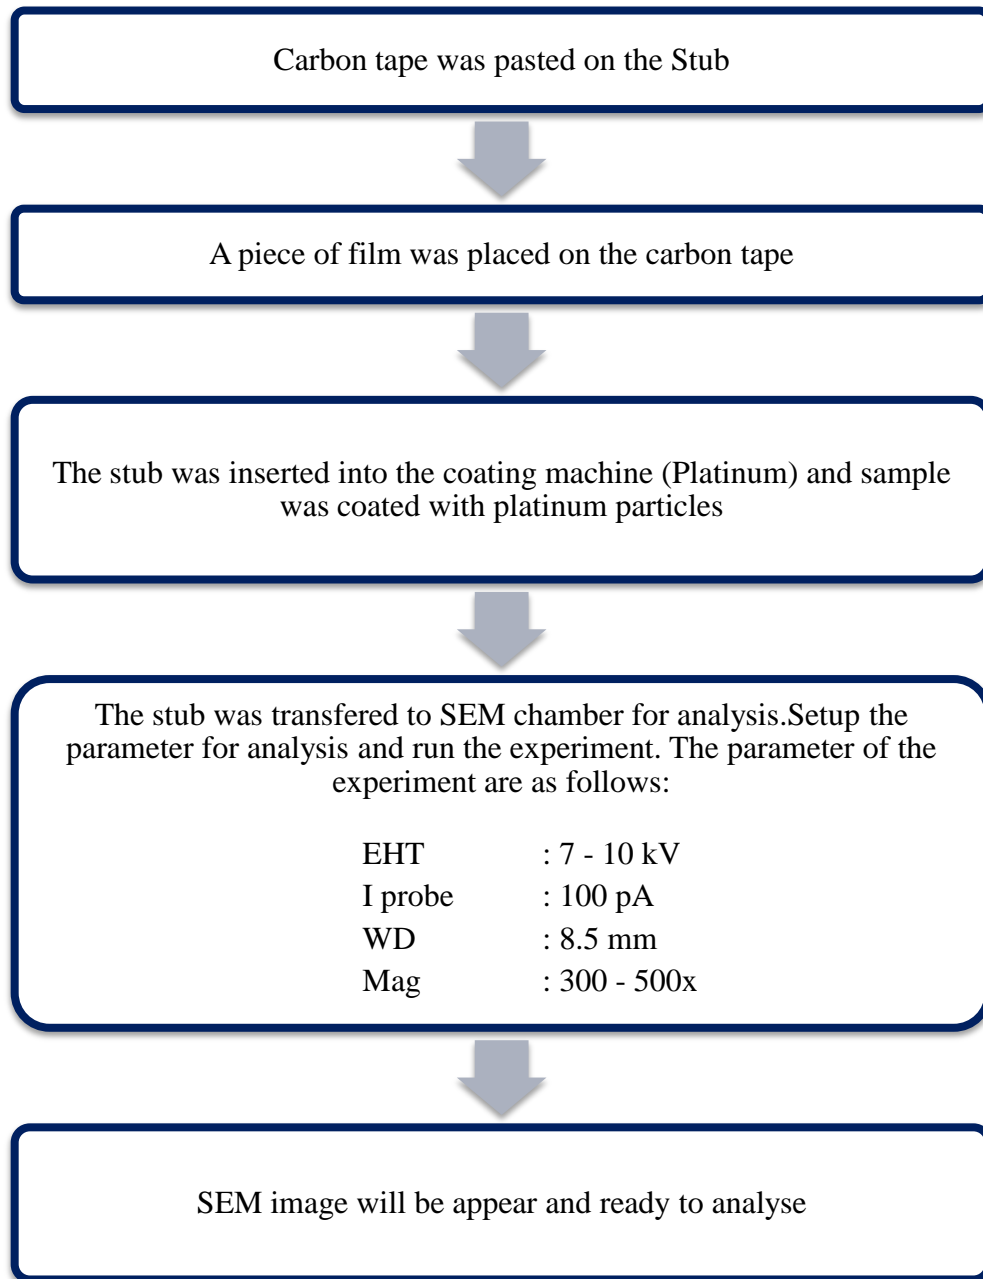 Carbon tape was pasted on the Stub
A piece of film was placed on the carbon tape
The stub was inserted into the coating machine (Platinum) and sample
was coated with platinum particles
The stub was transfered to SEM chamber for analysis.Setup the
parameter for analysis and run the experiment. The parameter of the
experiment are as follows:
EHT : 7 - 10 kV
I probe : 100 pA
WD : 8.5 mm
Mag : 300 - 500x
SEM image will be appear and ready to analyse